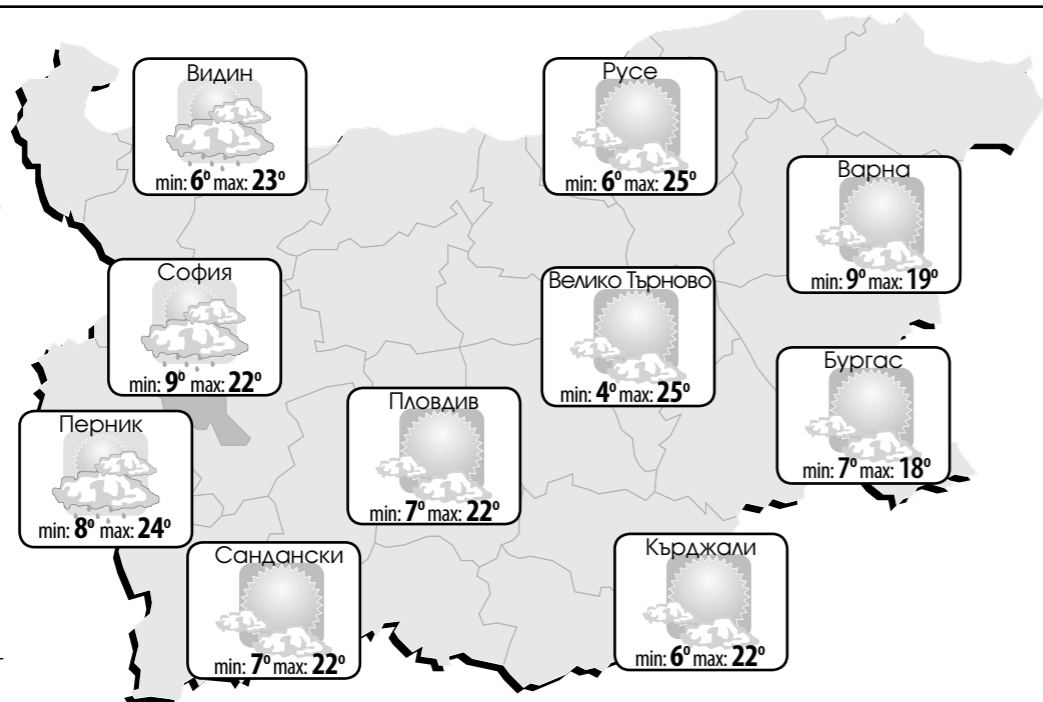 Видин
min: 6° max: 23°
Русе
min: 6° max: 25°
Варна
min: 9° max: 19°
София
min: 9° max: 22°
Велико Търново
min: 4° max: 25°
Бургас
min: 7° max: 18°
Пловдив
min: 7° max: 22°
Перник
min: 8° max: 24°
Сандански
min: 7° max: 22°
Кърджали
min: 6° max: 22°